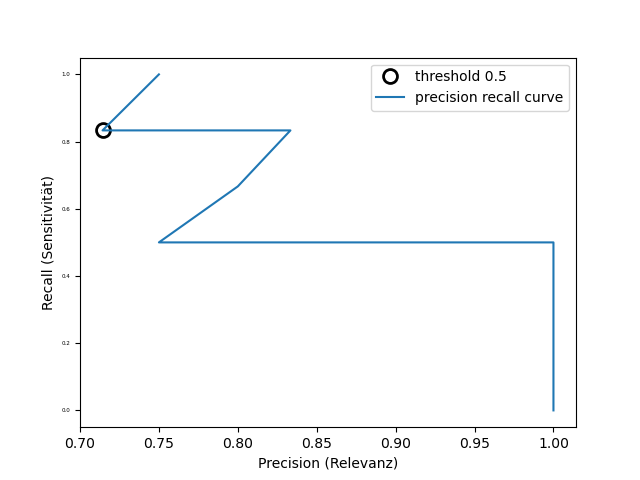 threshold 0.5
precision recall curve
1.0
0.8
0.6
0.4
0.2
0.0
Recall (Sensitivität)
0.70 0.75 0.80 0.85 0.90 0.95 1.00
Precision (Relevanz)